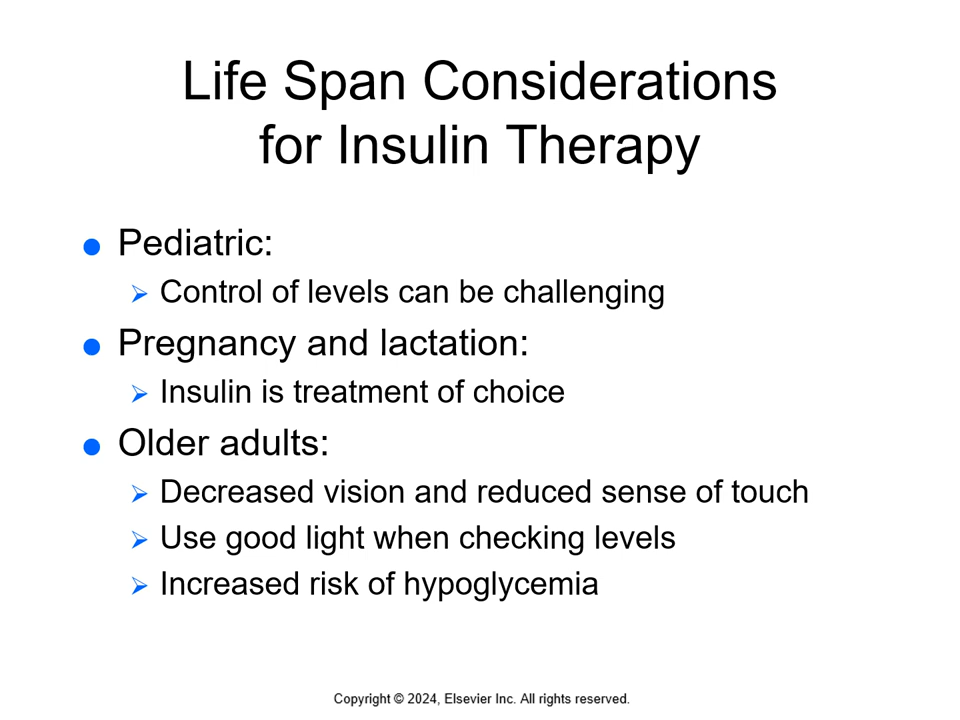 Life Span Considerations
for Insulin Therapy
Pediatric:
Control of levels can be challenging
Pregnancy and lactation:
Insulin is treatment of choice
Older adults:
Decreased vision and reduced sense of touch
Use good light when checking levels
Increased risk of hypoglycemia
Copyright © 2024, Elsevier Inc. All rights reserved.